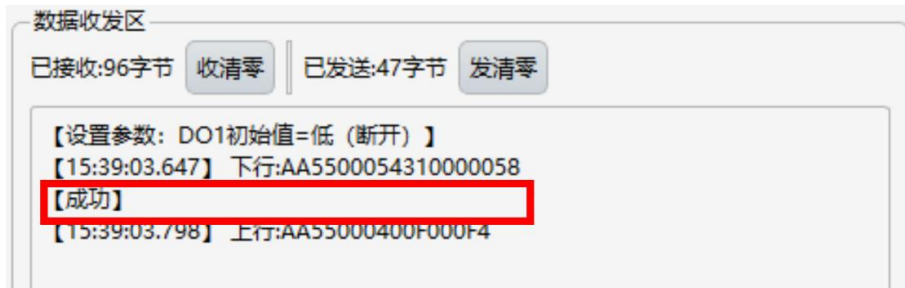 数据收发区
已接收:96字节 收清零 已发送:47字节 发清零
【设置参数：DO1初始值=低（断开）】
【15:39:03.647】 下行:AA5500054310000058
【成功】
【15:39:03.798】 上行:AA55000400F000F4